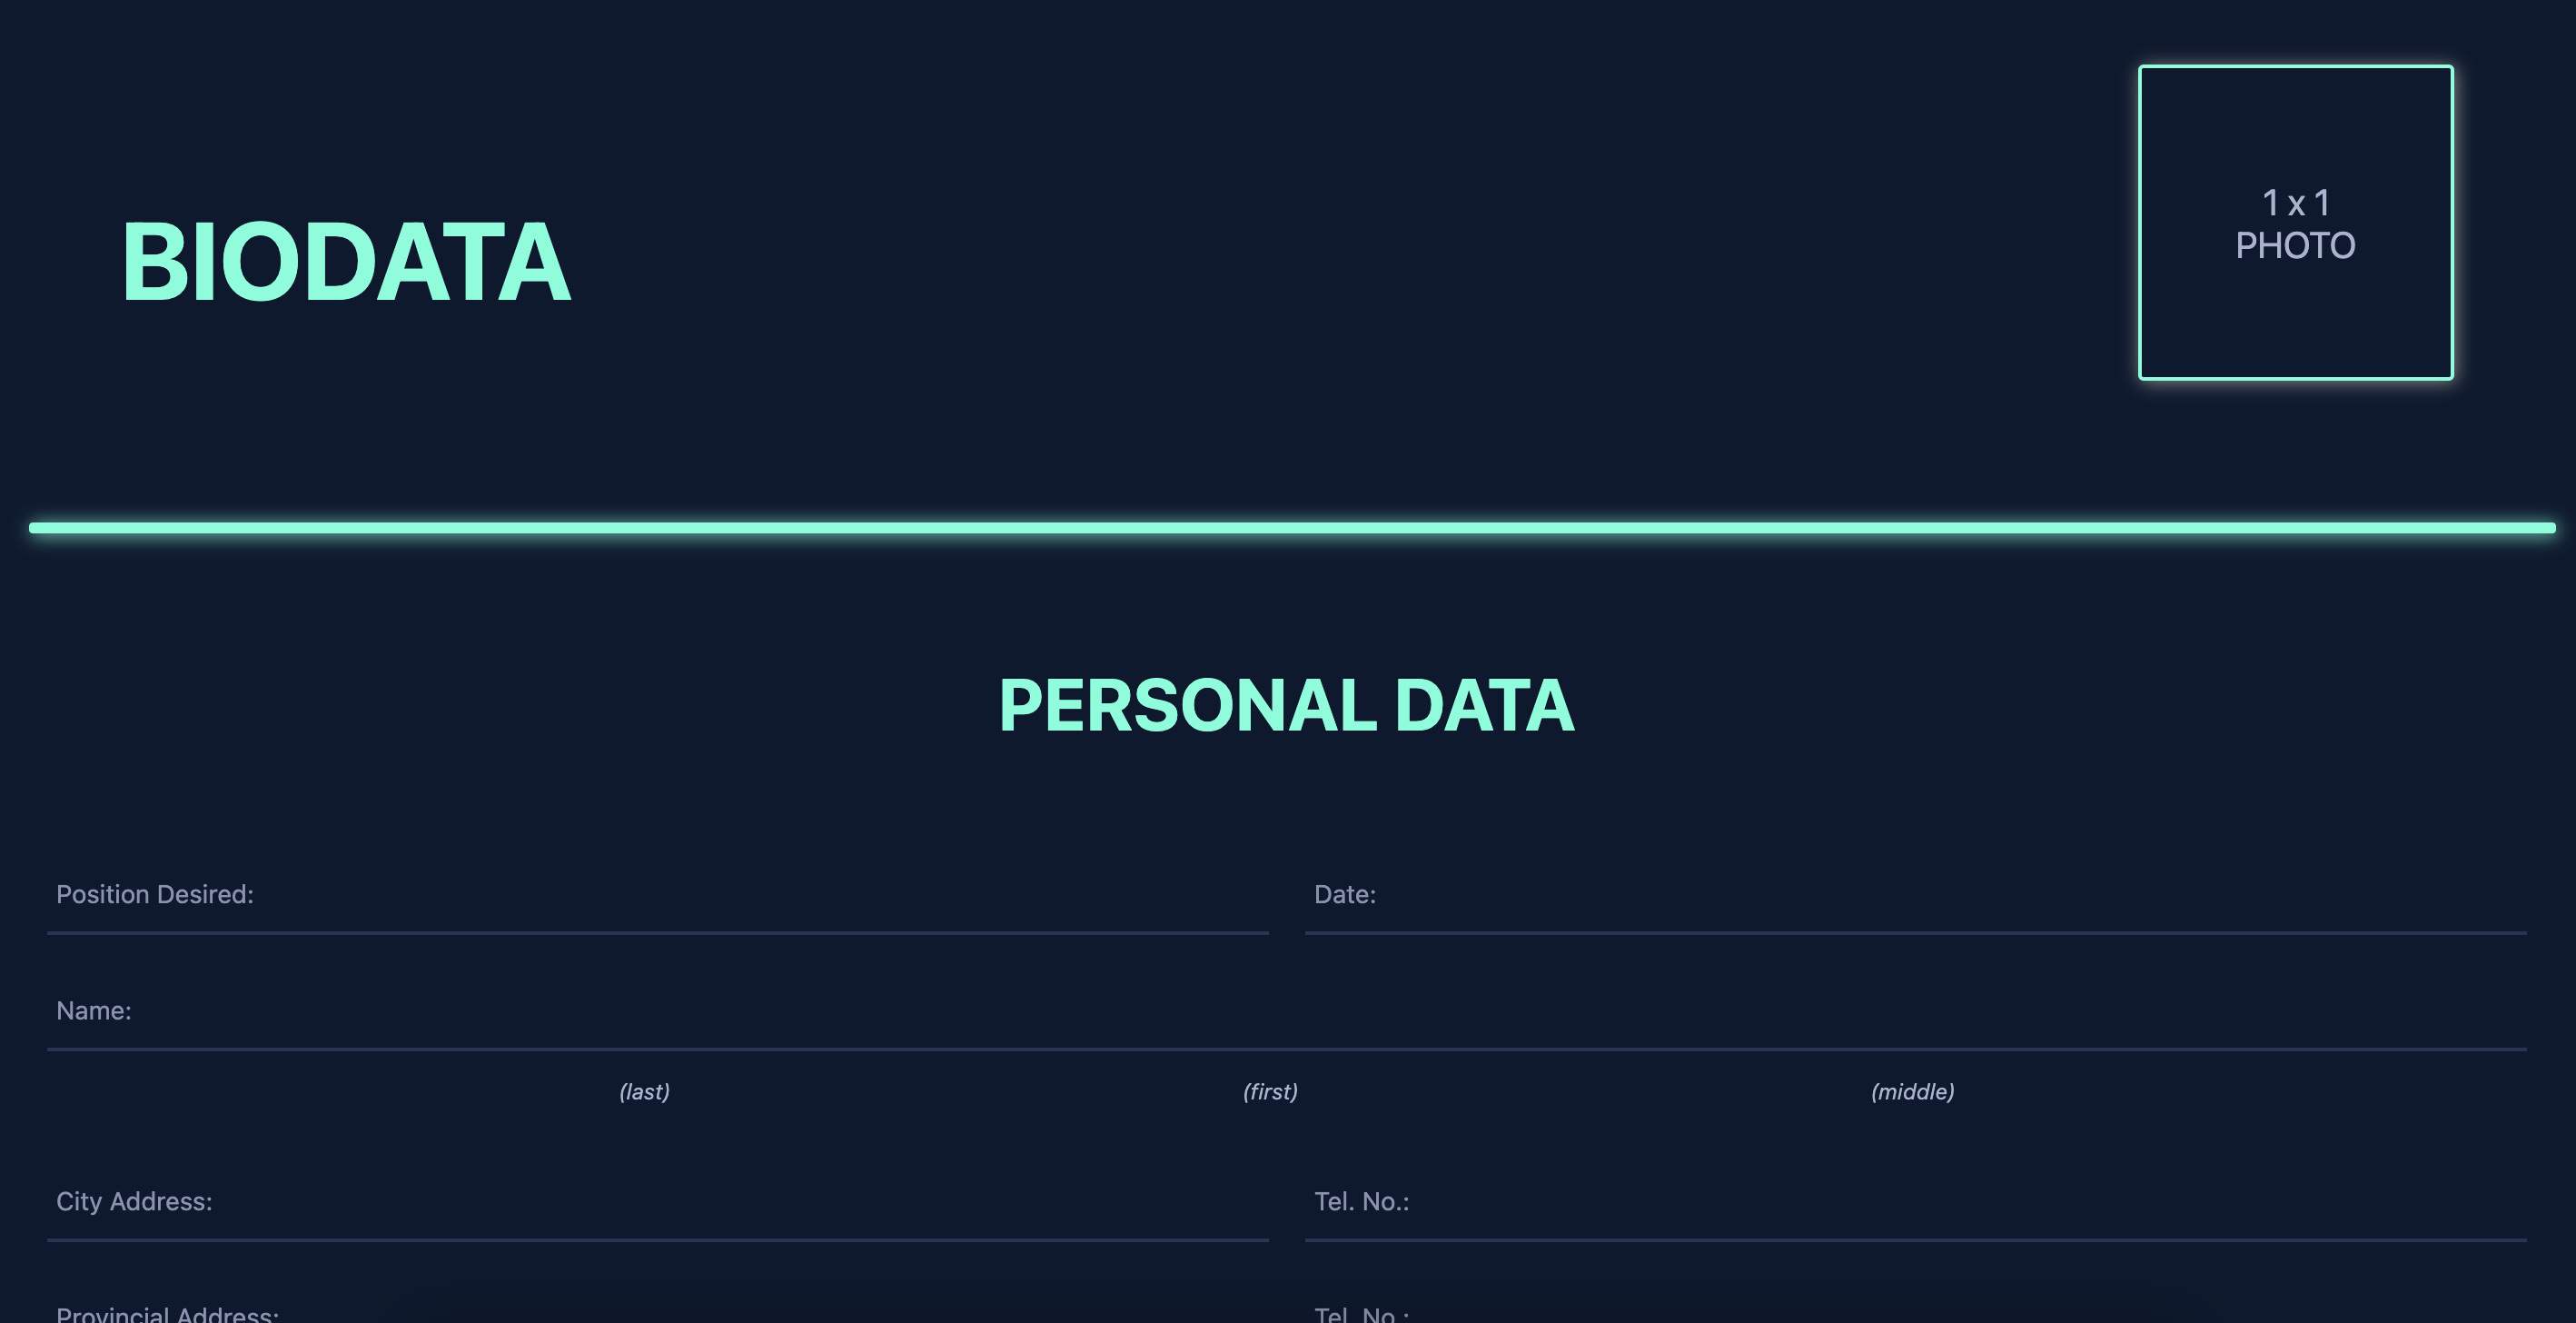 1 x 1
PHOTO
BIODATA
PERSONAL DATA
Position Desired:
Date:
Name:
(last) (first) (middle)
City Address:
Tel. No.:
Provincial Address:
Tel. No.: